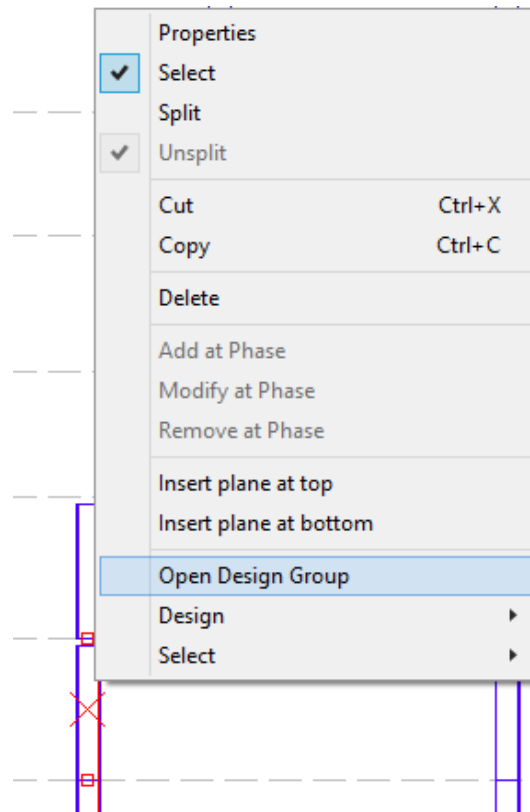 Properties
Select
Split
Unsplit
Cut Ctrl+X
Copy Ctrl+C
Delete
Add at Phase
Modify at Phase
Remove at Phase
Insert plane at top
Insert plane at bottom
Open Design Group
Design
Select